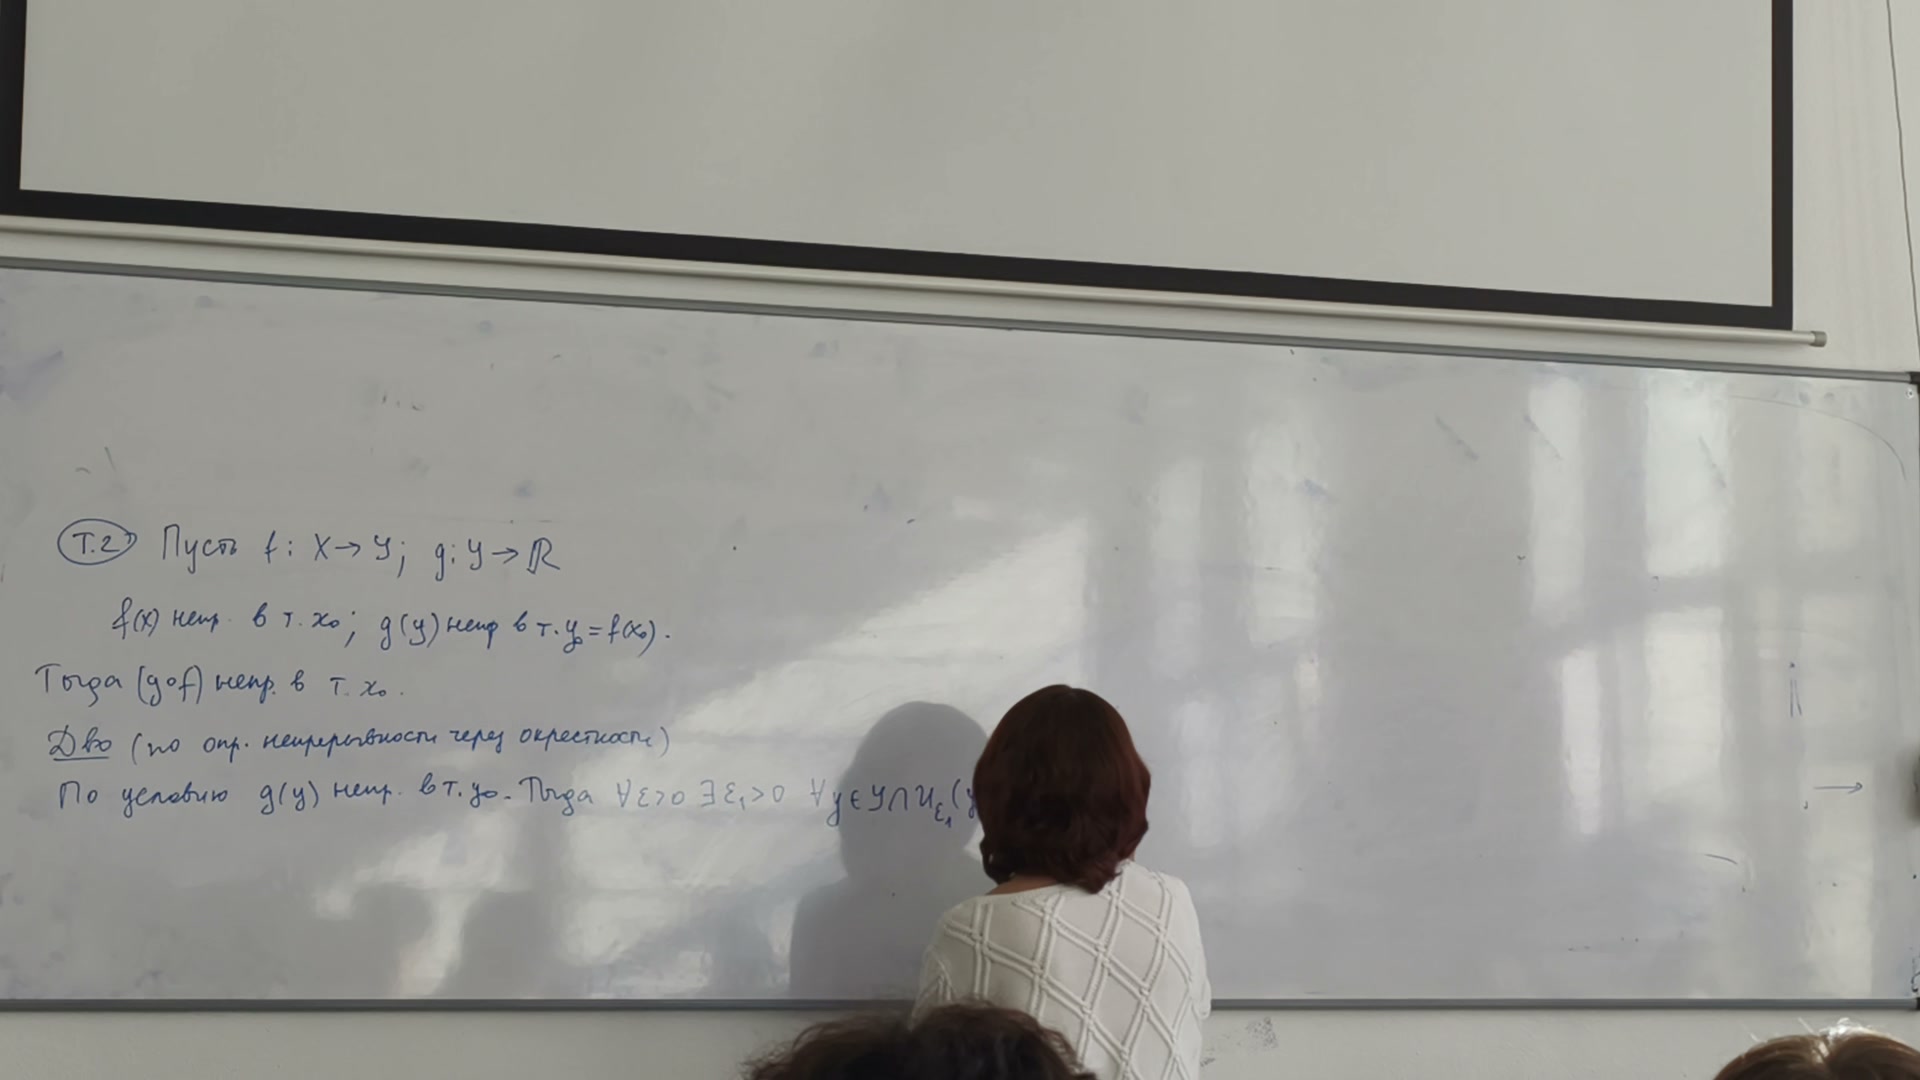 Т.2 Пусть f: X→Y; g: Y→ℝ
f(x) непр. в т. x₀; g(y) непр в т. y₀=f(x₀).
Тогда (g∘f) непр. в т. x₀.
Д-во (по опр. непрерывности через окрестности)
По условию g(y) непр. в т. y₀. Тогда ∀ε>0 ∃ε₁>0 ∀y∈Y∩U_ε₁(y